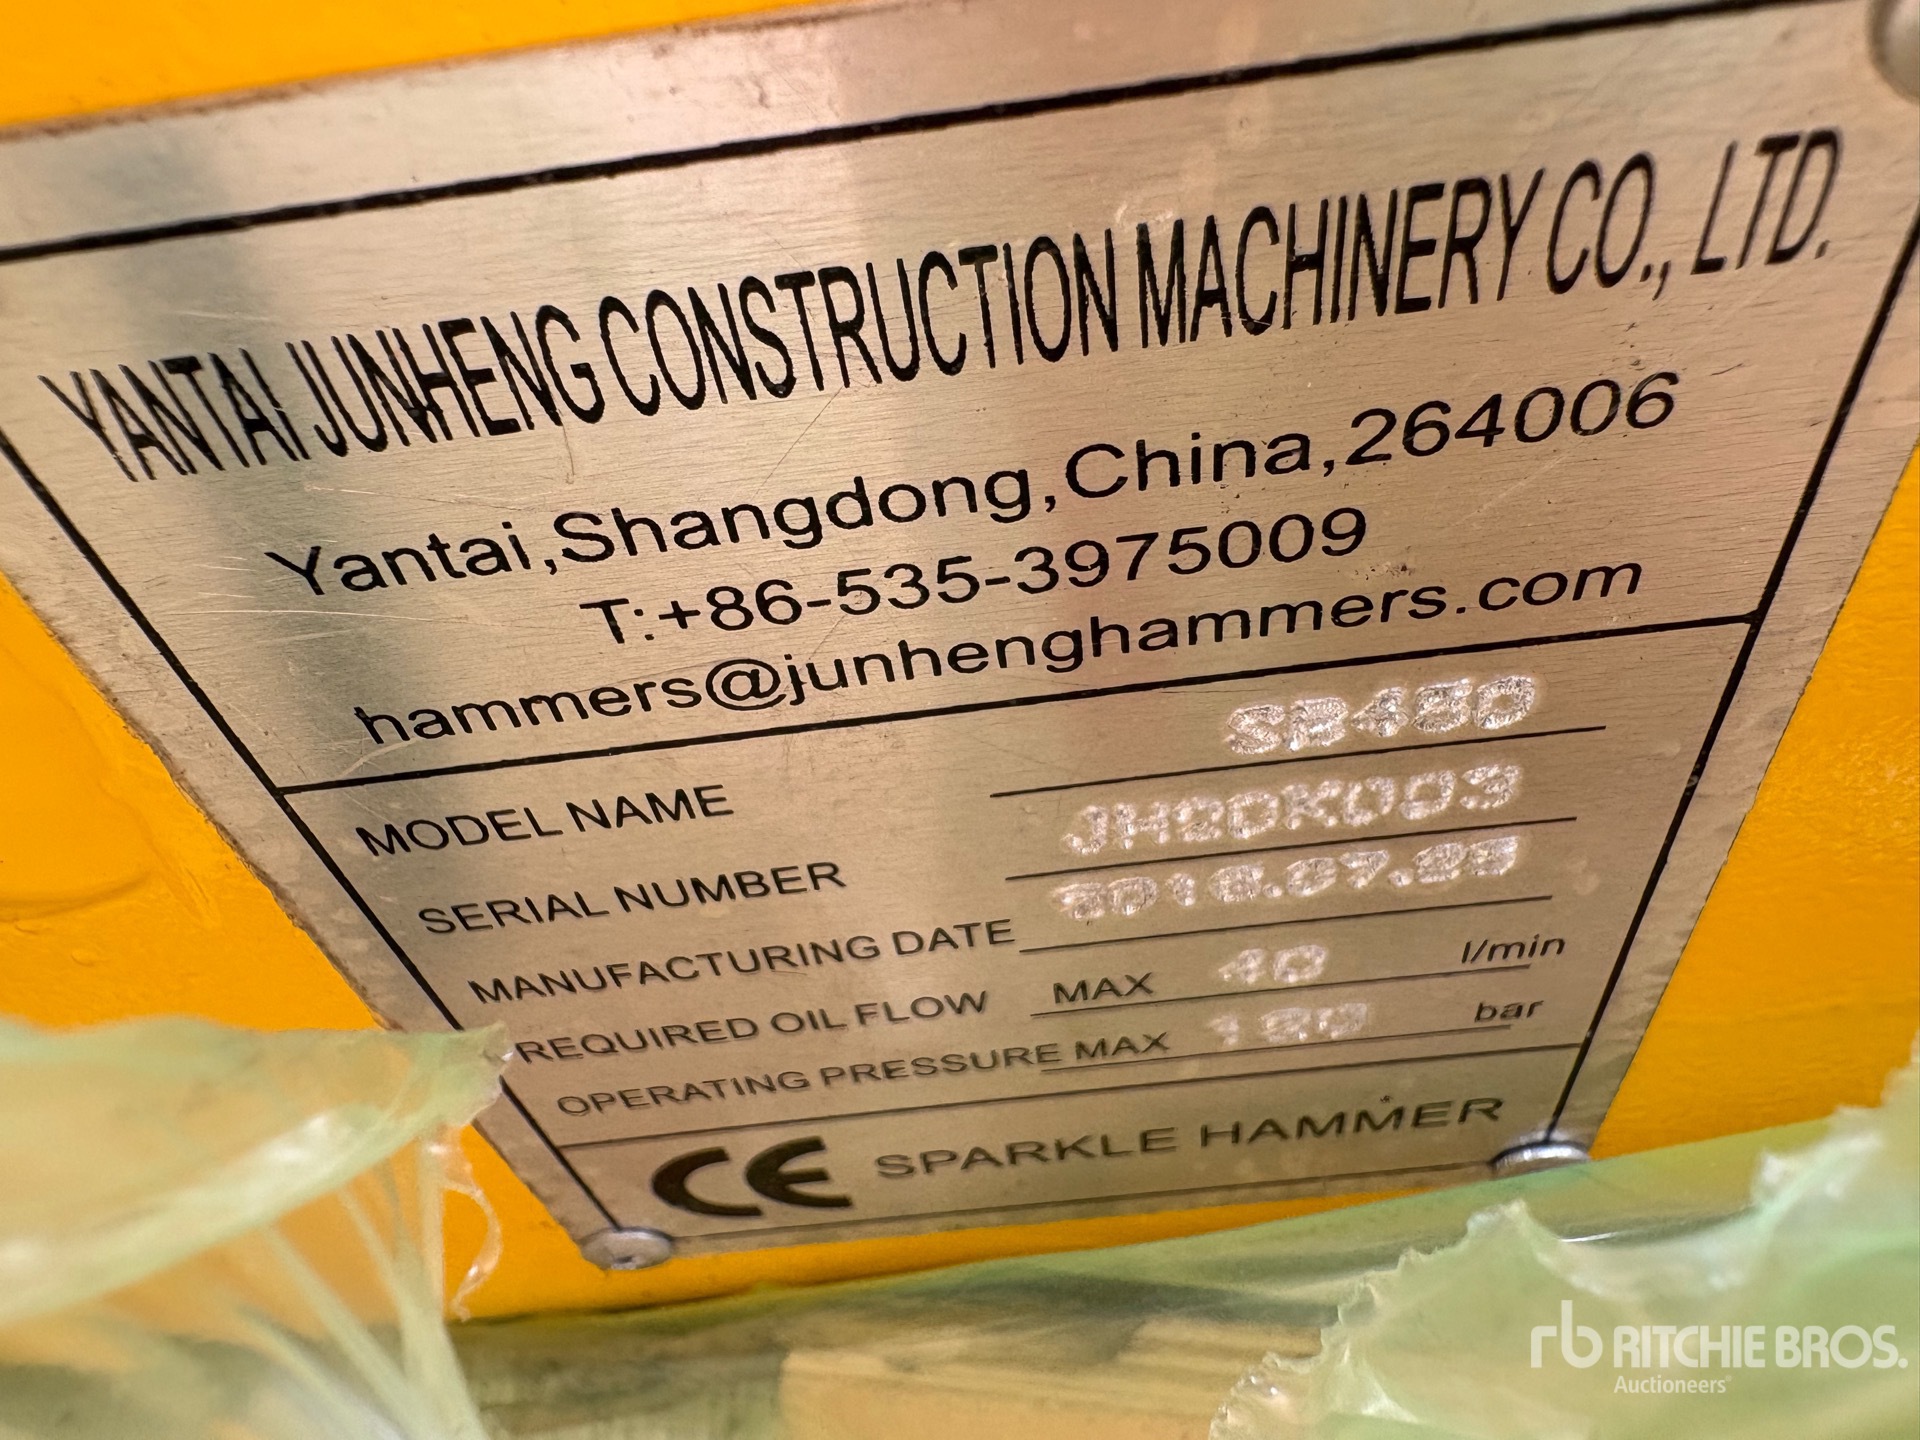 YANTAI JUNHENG CONSTRUCTION MACHINERY CO., LTD.
Yantai,Shangdong,China,264006
T:+86-535-3975009
hammers@junhenghammers.com
MODEL NAME SB450
SERIAL NUMBER JH20K003
MANUFACTURING DATE
REQUIRED OIL FLOW MAX 40 l/min
OPERATING PRESSURE MAX bar
CE SPARKLE HAMMER
rb RITCHIE BROS.
Auctioneers